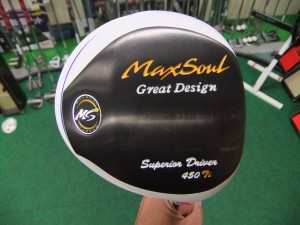 MaxSoul
Great Design
MS
Superior Driver
450 Ti